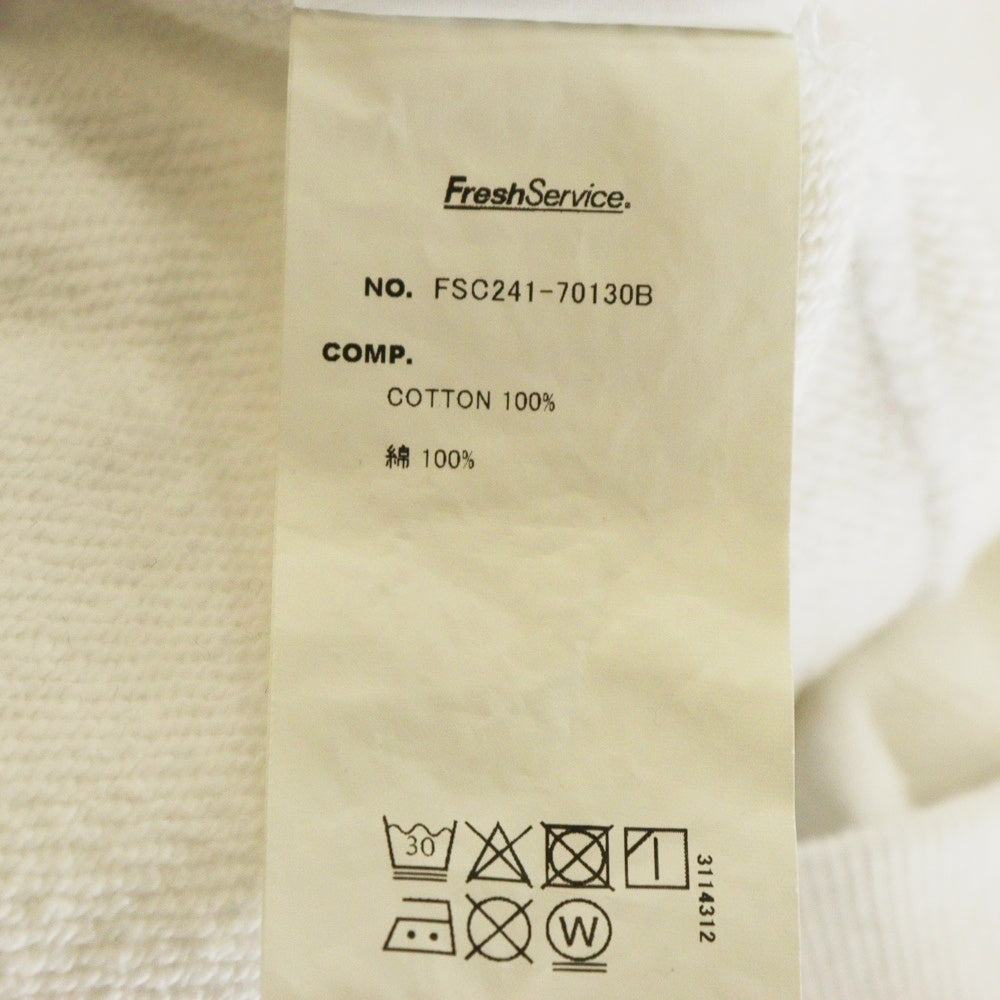 FreshService.
NO. FSC241-70130B
COMP.
COTTON 100%
綿 100%
30
W
3114312